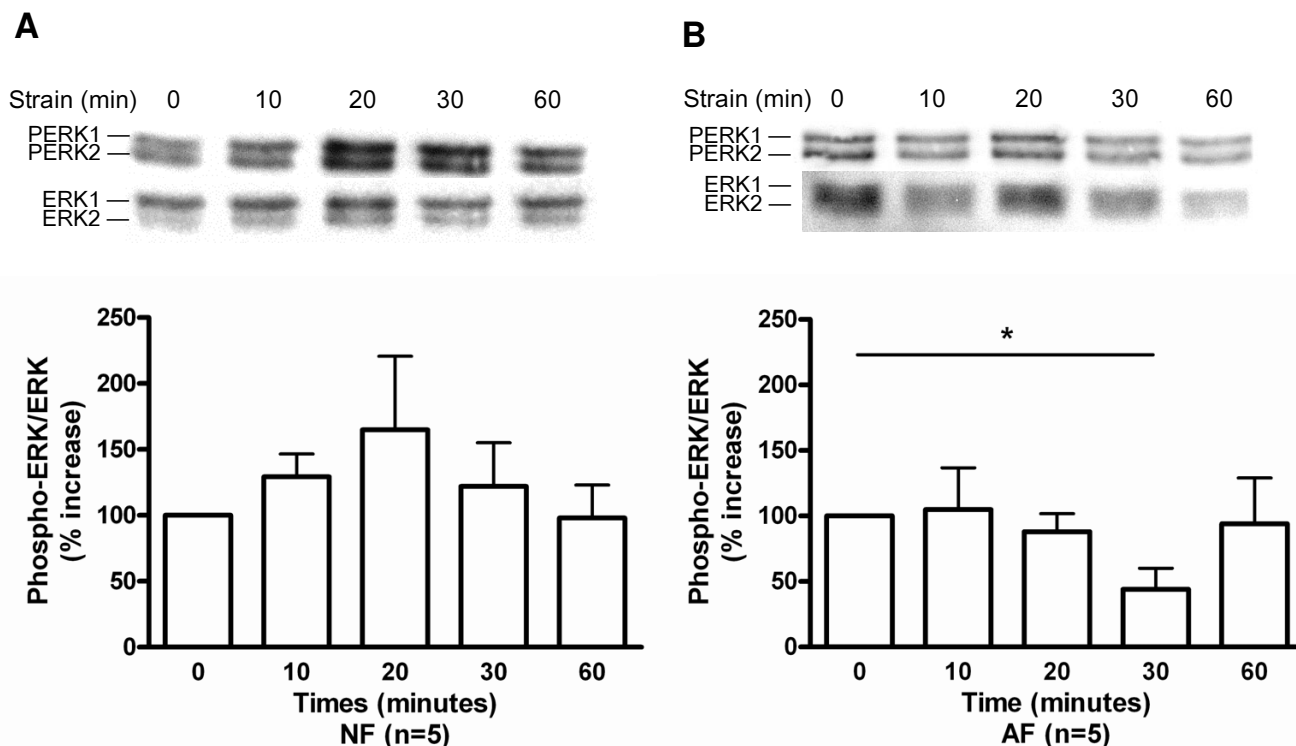 A
Strain (min) 0 10 20 30 60
PERK1
PERK2
ERK1
ERK2
250
200
150
100
50
0
Phospho-ERK/ERK
(% increase)
0 10 20 30 60
Times (minutes)
NF (n=5)
B
Strain (min) 0 10 20 30 60
PERK1
PERK2
ERK1
ERK2
250
200
150
100
50
0
Phospho-ERK/ERK
(% increase)
*
0 10 20 30 60
Time (minutes)
AF (n=5)